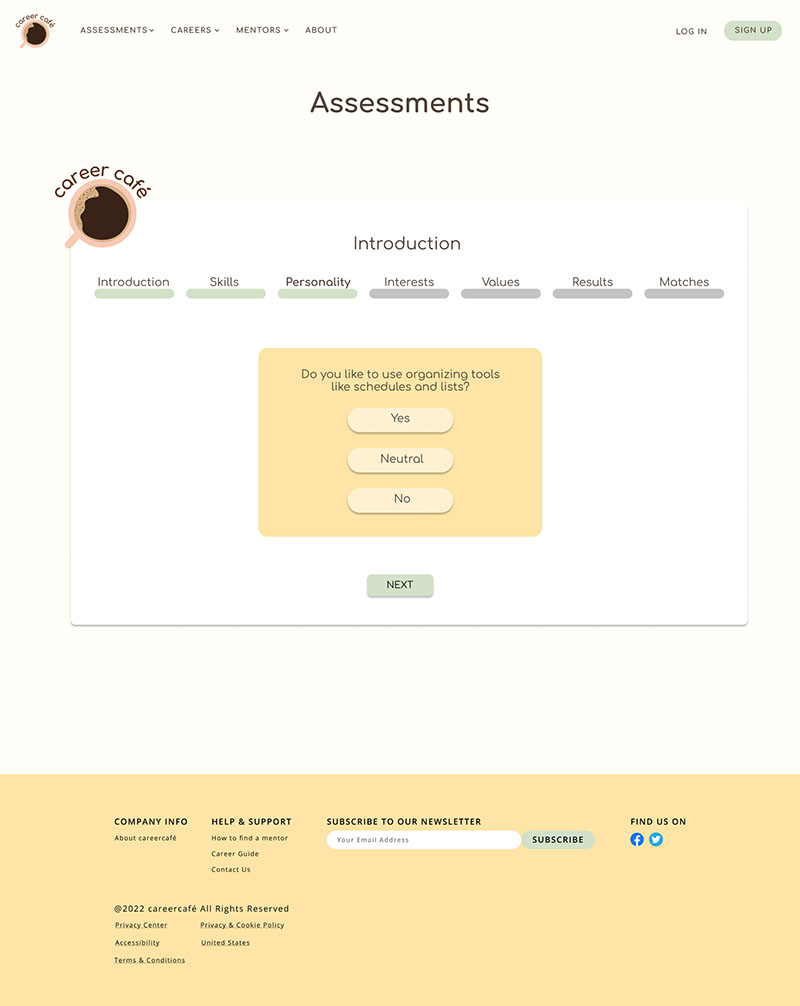 career café
ASSESSMENTS
CAREERS
MENTORS
ABOUT
LOG IN
SIGN UP
Assessments
career café
Introduction
Introduction
Skills
Personality
Interests
Values
Results
Matches
Do you like to use organizing tools
like schedules and lists?
Yes
Neutral
No
NEXT
COMPANY INFO
About careercafé
HELP & SUPPORT
How to find a mentor
Career Guide
Contact Us
SUBSCRIBE TO OUR NEWSLETTER
Your Email Address
SUBSCRIBE
FIND US ON
@2022 careercafé All Rights Reserved
Privacy Center
Privacy & Cookie Policy
Accessibility
United States
Terms & Conditions